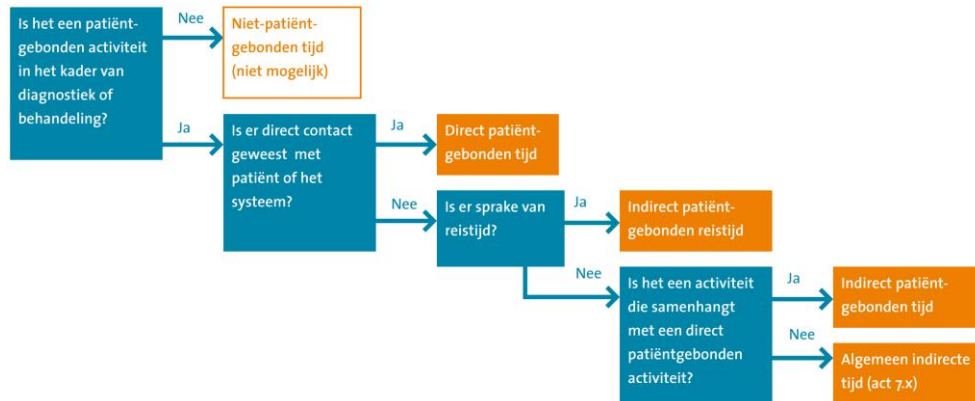 Is het een patiënt-
gebonden activiteit
in het kader van
diagnostiek of
behandeling?
Nee
Niet-patiënt-
gebonden tijd
(niet mogelijk)
Ja
Is er direct contact
geweest met
patiënt of het
systeem?
Ja
Direct patiënt-
gebonden tijd
Nee
Is er sprake van
reistijd?
Ja
Indirect patiënt-
gebonden reistijd
Nee
Is het een activiteit
die samenhangt
met een direct
patiëntgebonden
activiteit?
Ja
Indirect patiënt-
gebonden tijd
Nee
Algemeen indirecte
tijd (act 7.x)